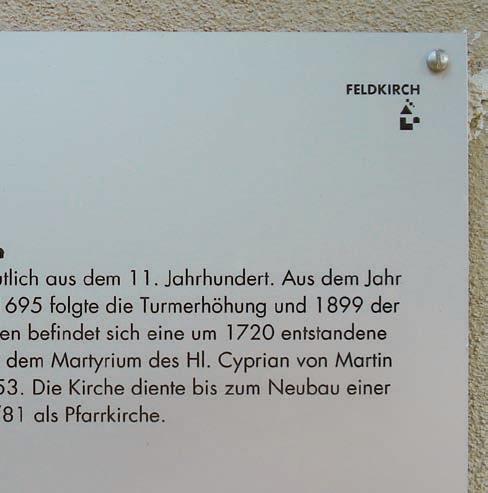 FELDKIRCH
aus dem 11. Jahrhundert. Aus dem Jahr
695 folgte die Turmerhöhung und 1899 der
befindet sich eine um 1720 entstandene
dem Martyrium des Hl. Cyprian von Martin
53. Die Kirche diente bis zum Neubau einer
/81 als Pfarrkirche.